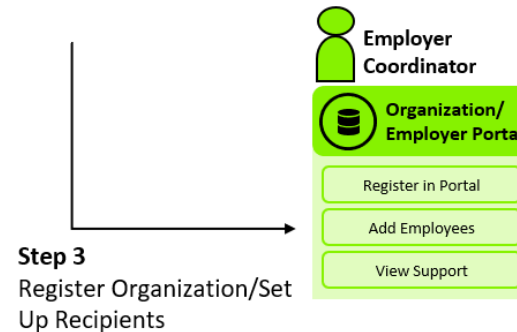 Employer
Coordinator
Organization/
Employer Porta
Register in Portal
Add Employees
View Support
Step 3
Register Organization/Set
Up Recipients